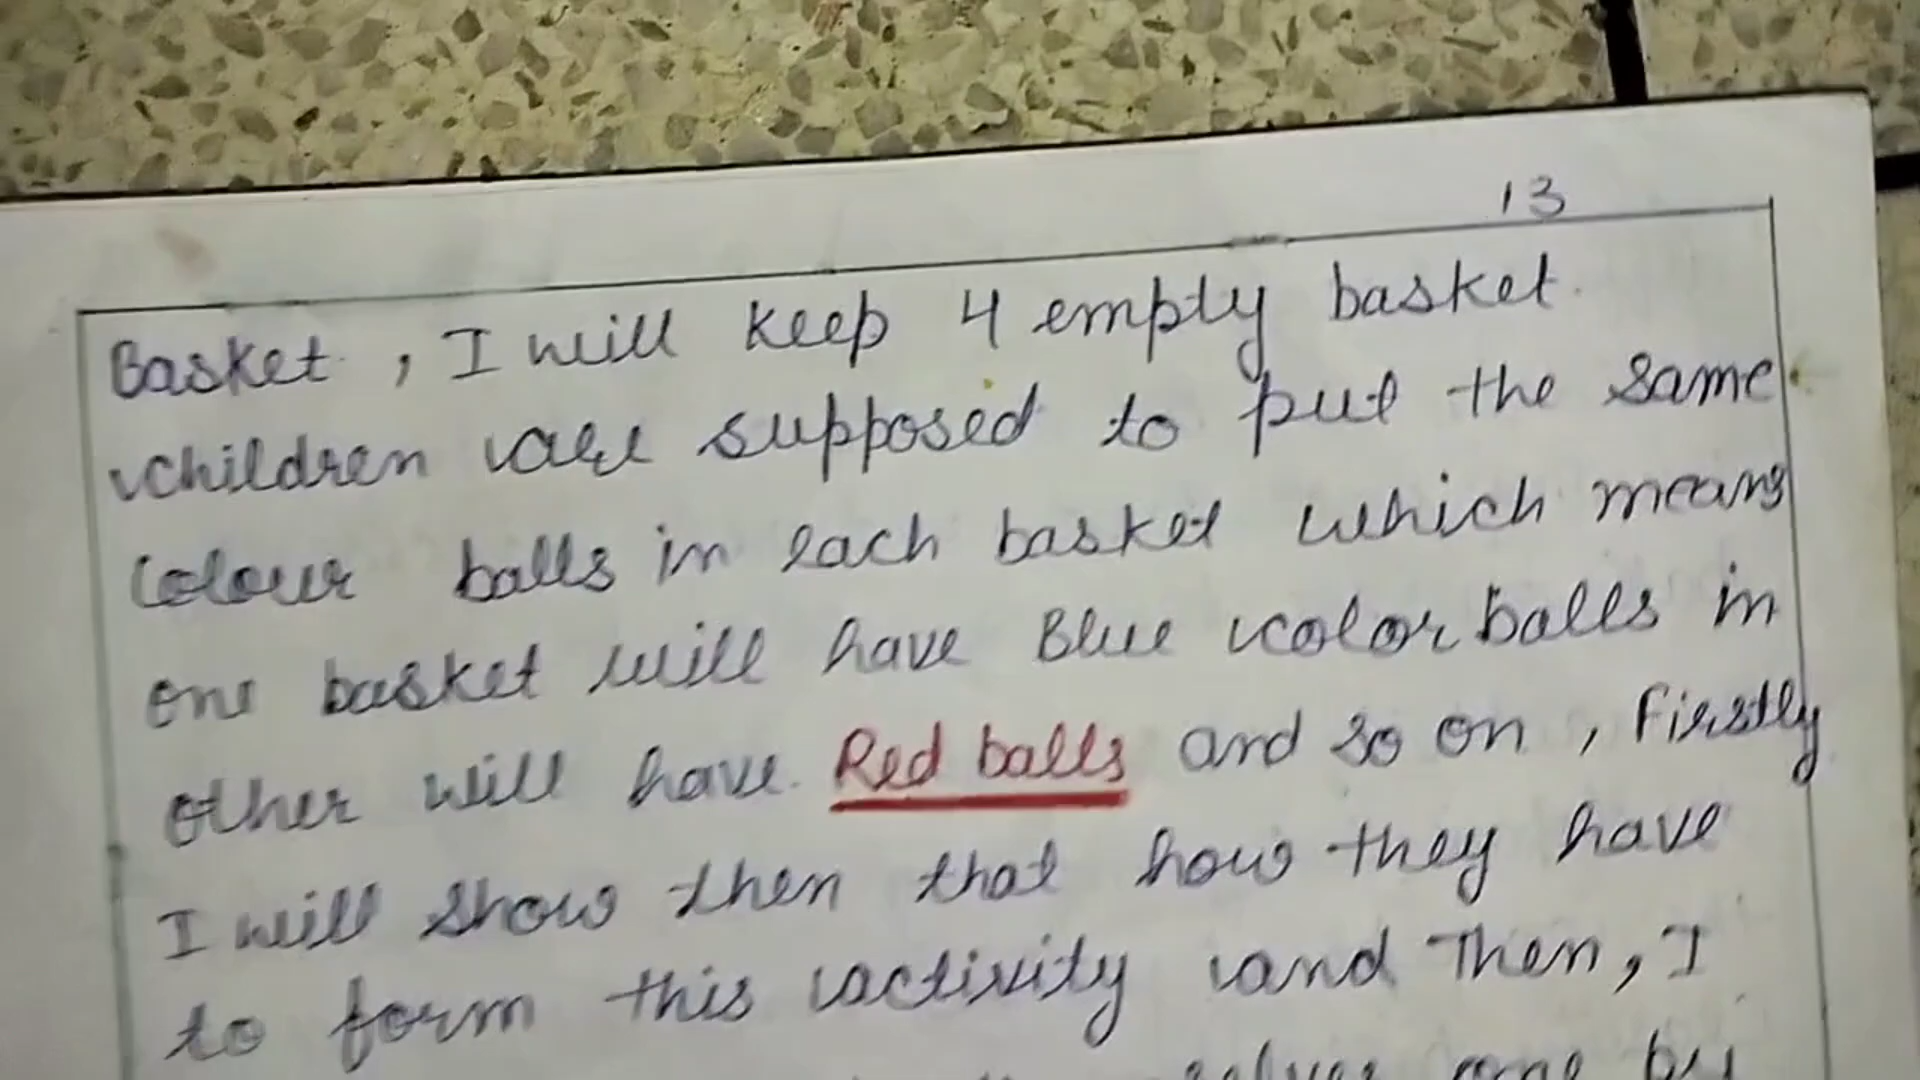 13
Basket, I will keep 4 empty basket.
children are supposed to put the same
colour balls in each basket which means
one basket will have Blue color balls in
other will have Red balls and so on, Firstly
I will show then that how they have
to form this activity and Then, I
one by